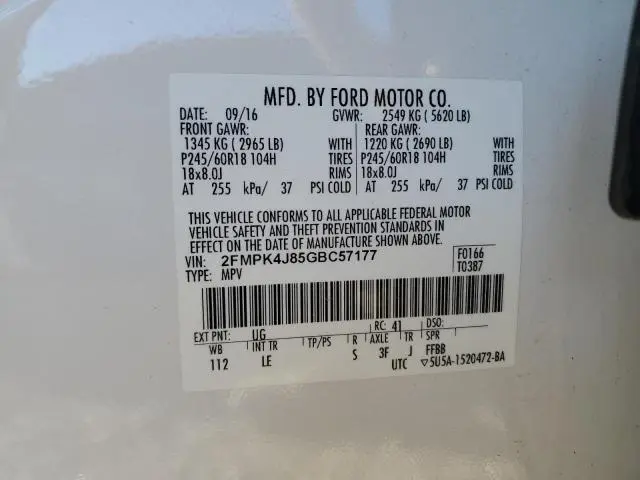 MFD. BY FORD MOTOR CO.
DATE: 09/16 GVWR: 2549 KG ( 5620 LB)
FRONT GAWR: REAR GAWR:
1345 KG ( 2965 LB) WITH 1220 KG ( 2690 LB) WITH
P245/60R18 104H TIRES P245/60R18 104H TIRES
18x8.0J RIMS 18x8.0J RIMS
AT 255 kPa/ 37 PSI COLD AT 255 kPa/ 37 PSI COLD
THIS VEHICLE CONFORMS TO ALL APPLICABLE FEDERAL MOTOR
VEHICLE SAFETY AND THEFT PREVENTION STANDARDS IN
EFFECT ON THE DATE OF MANUFACTURE SHOWN ABOVE.
VIN: 2FMPK4J85GBC57177 F0166
TYPE: MPV T0387
EXT PNT: UG RC: 41 DSO:
WB INT TR TP/PS R AXLE TR SPR
112 LE S 3F J FFBB
UTC ▽5U5A-1520472-BA